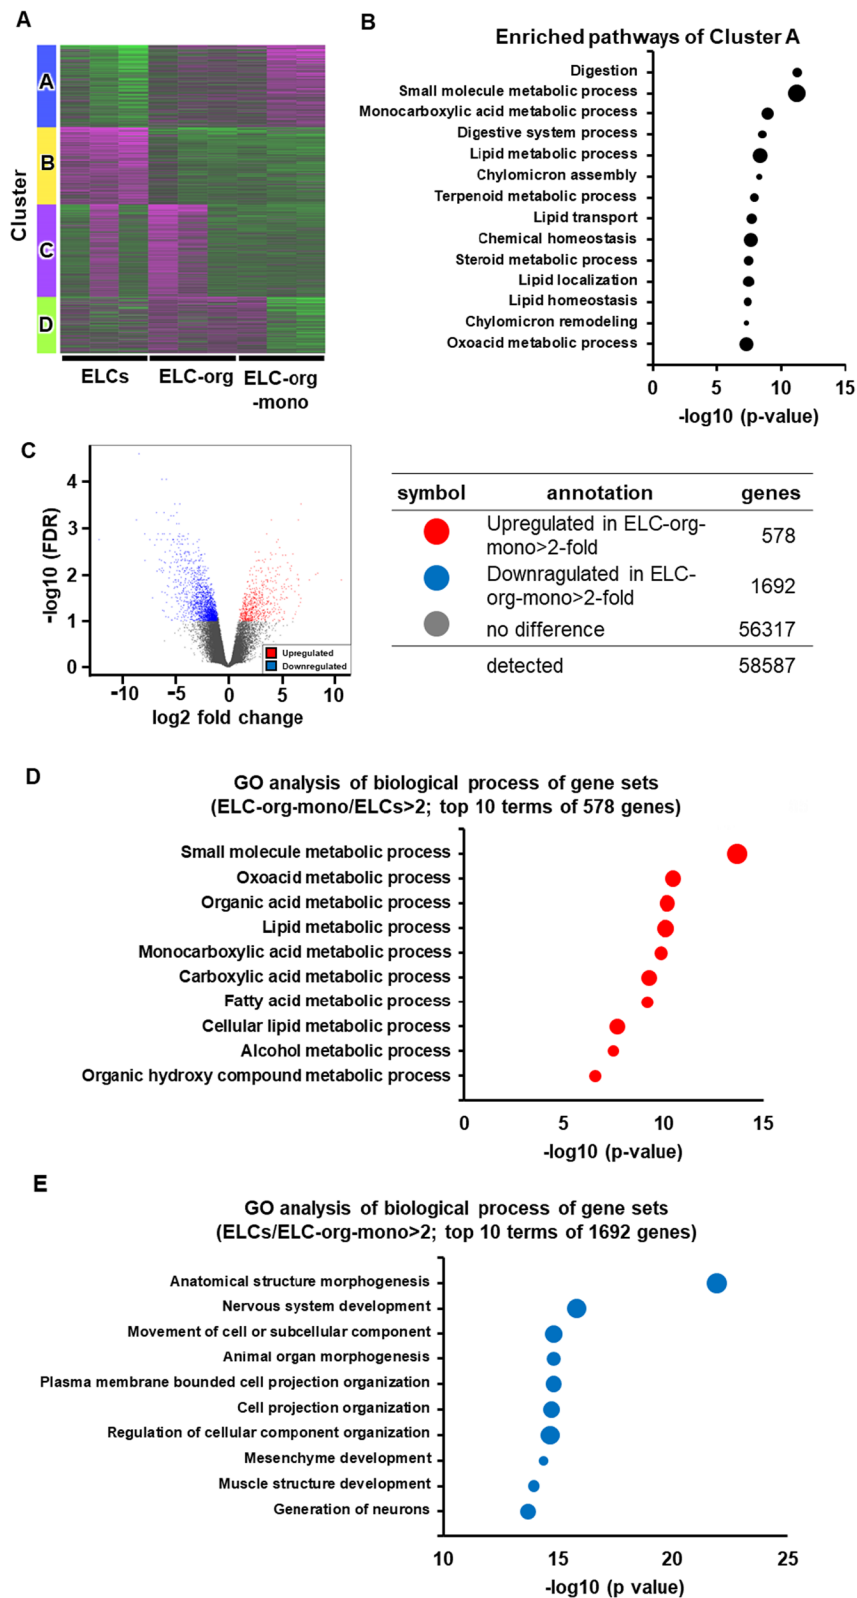 A
Cluster
A
B
C
D
ELCs
ELC-org
ELC-org
-mono
B
Enriched pathways of Cluster A
Digestion
Small molecule metabolic process
Monocarboxylic acid metabolic process
Digestive system process
Lipid metabolic process
Chylomicron assembly
Terpenoid metabolic process
Lipid transport
Chemical homeostasis
Steroid metabolic process
Lipid localization
Lipid homeostasis
Chylomicron remodeling
Oxoacid metabolic process
0 5 10 15
-log10 (p-value)
C
-log10 (FDR)
4
3
2
1
0
Upregulated
Downregulated
-10 -5 0 5 10
log2 fold change
symbol annotation genes
Upregulated in ELC-org-
mono>2-fold 578
Downragulated in ELC-
org-mono>2-fold 1692
no difference 56317
detected 58587
D
GO analysis of biological process of gene sets
(ELC-org-mono/ELCs>2; top 10 terms of 578 genes)
Small molecule metabolic process
Oxoacid metabolic process
Organic acid metabolic process
Lipid metabolic process
Monocarboxylic acid metabolic process
Carboxylic acid metabolic process
Fatty acid metabolic process
Cellular lipid metabolic process
Alcohol metabolic process
Organic hydroxy compound metabolic process
0 5 10 15
-log10 (p-value)
E
GO analysis of biological process of gene sets
(ELCs/ELC-org-mono>2; top 10 terms of 1692 genes)
Anatomical structure morphogenesis
Nervous system development
Movement of cell or subcellular component
Animal organ morphogenesis
Plasma membrane bounded cell projection organization
Cell projection organization
Regulation of cellular component organization
Mesenchyme development
Muscle structure development
Generation of neurons
10 15 20 25
-log10 (p value)